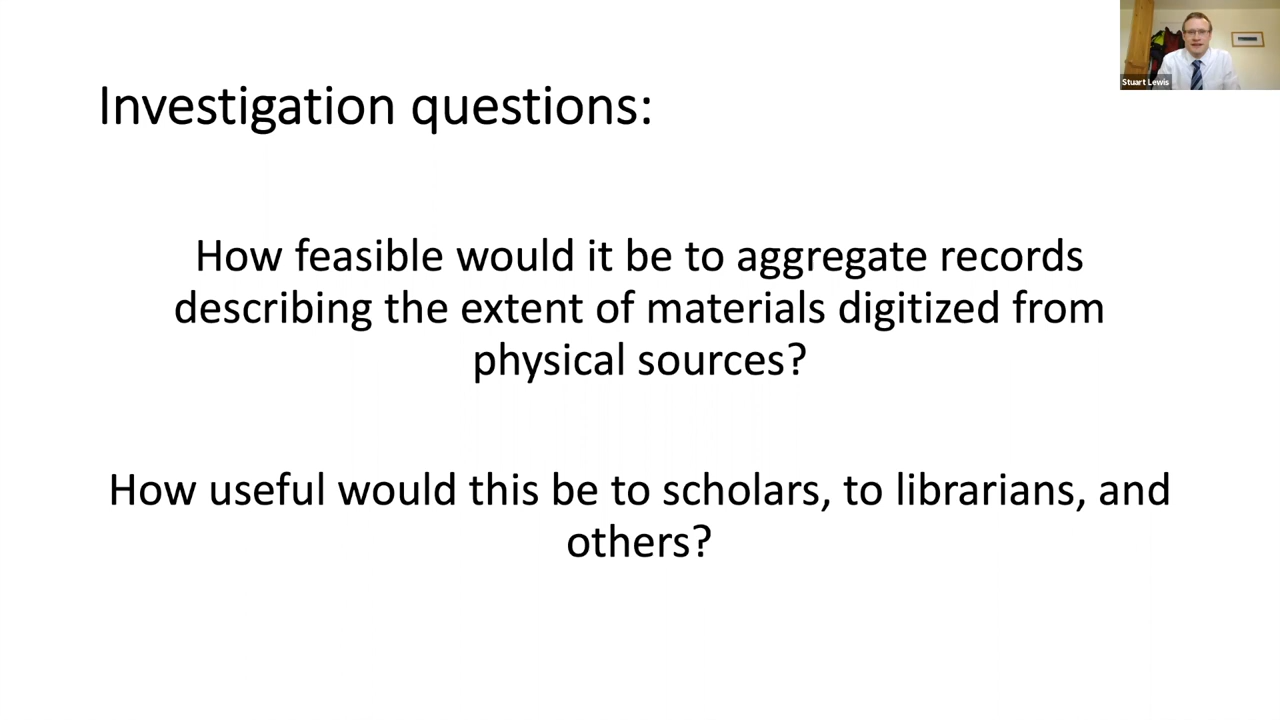 Stuart Lewis
Investigation questions:
How feasible would it be to aggregate records
describing the extent of materials digitized from
physical sources?
How useful would this be to scholars, to librarians, and
others?